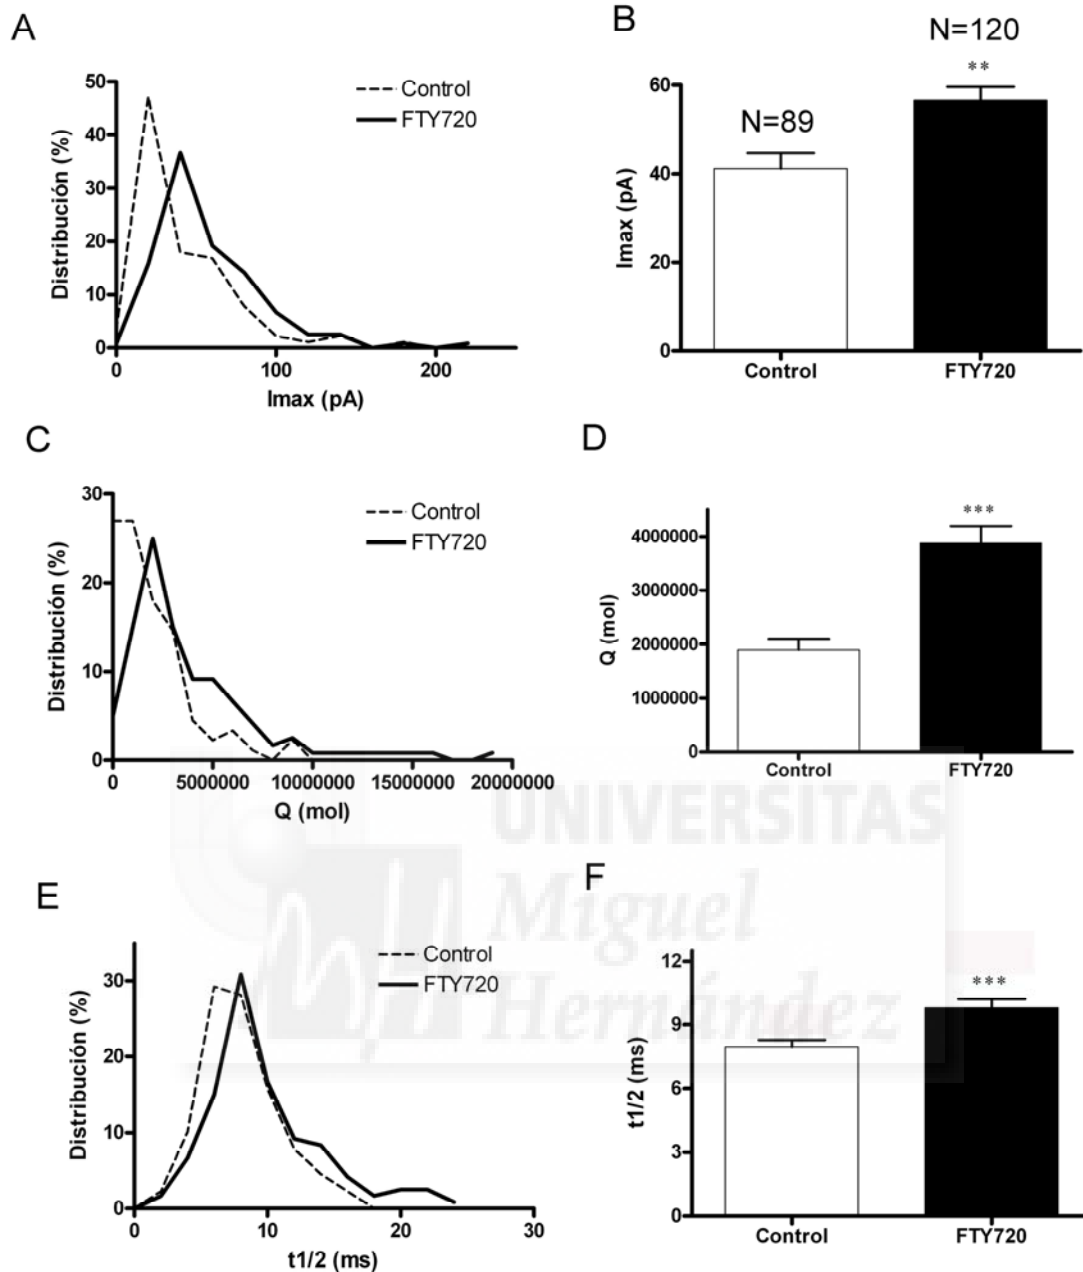 A
Control
FTY720
Distribución (%)
50
40
30
20
10
0
0
100
200
Imax (pA)
B
N=120
**
N=89
Imax (pA)
60
40
20
0
Control
FTY720
C
Control
FTY720
Distribución (%)
30
20
10
0
0
5000000
10000000
15000000
20000000
Q (mol)
D
***
Q (mol)
4000000
3000000
2000000
1000000
0
Control
FTY720
UNIVERSITAS
Miguel
Hernández
E
Control
FTY720
Distribución (%)
30
20
10
0
0
10
20
30
t1/2 (ms)
F
***
t1/2 (ms)
12
9
6
3
0
Control
FTY720